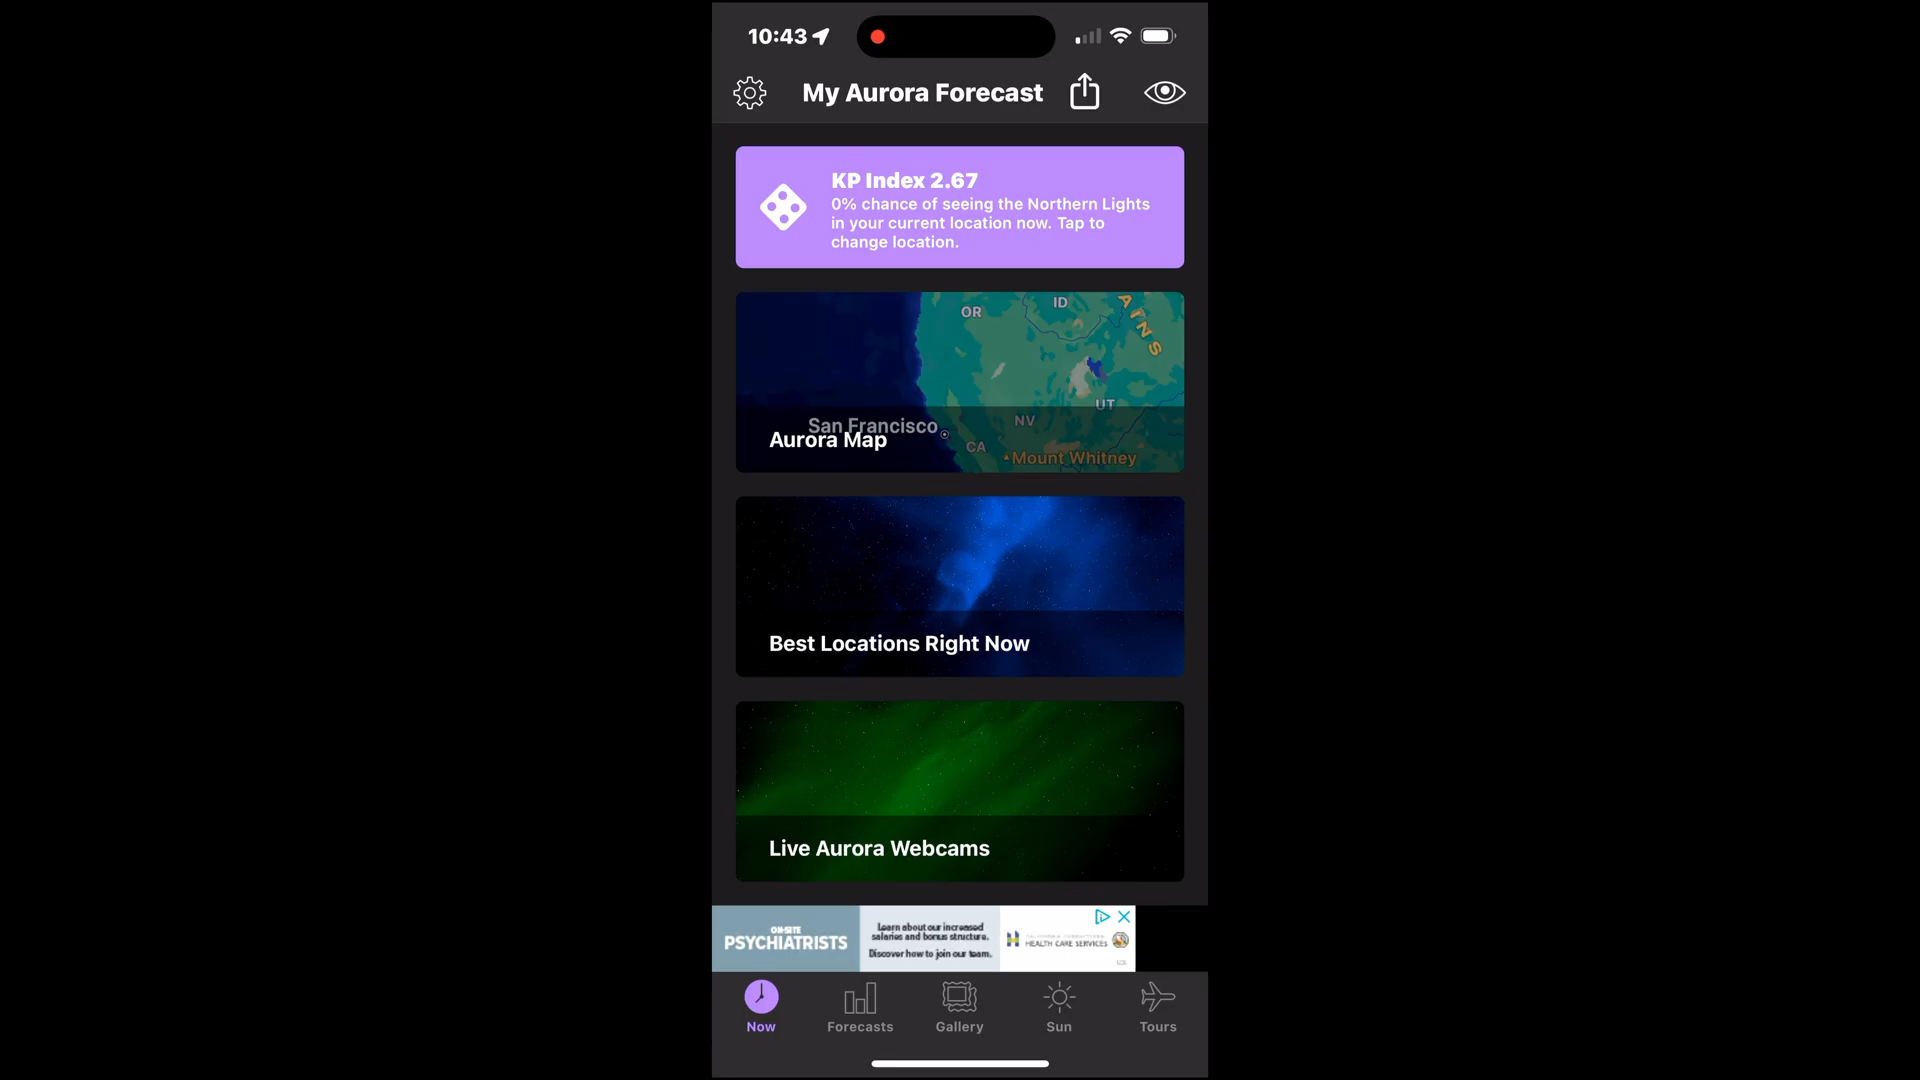 10:43
My Aurora Forecast
KP Index 2.67
0% chance of seeing the Northern Lights
in your current location now. Tap to
change location.
OR
ID
AINS
UT
NV
San Francisco
CA
Mount Whitney
Aurora Map
Best Locations Right Now
Live Aurora Webcams
ON-SITE
PSYCHIATRISTS
Learn about our increased
salaries and bonus structure.
Discover how to join our team.
HEALTH CARE SERVICES
Now
Forecasts
Gallery
Sun
Tours